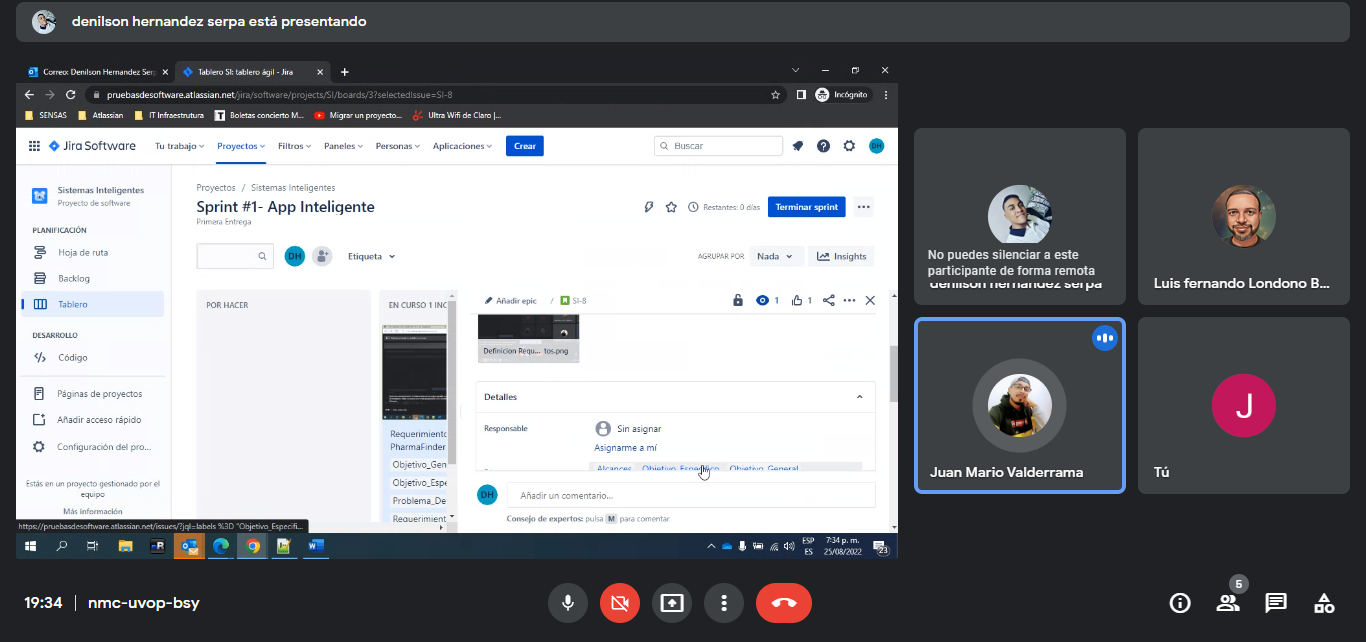 denilson hernandez serpa está presentando
Correo: Denilson Hernandez Ser
Tablero SI: tablero ágil - Jira
pruebasdesoftware.atlassian.net/jira/software/projects/SI/boards/3?selectedIssue=SI-8
Incógnito
SENSAS
Atlassian
IT Infraestrutura
Boletas concierto M...
Migrar un proyecto...
Ultra Wifi de Claro |...
Jira Software
Tu trabajo
Proyectos
Filtros
Paneles
Personas
Aplicaciones
Crear
Buscar
DH
Sistemas Inteligentes
Proyecto de software
PLANIFICACIÓN
Hoja de ruta
Backlog
Tablero
DESARROLLO
Código
Páginas de proyectos
Añadir acceso rápido
Configuración del pro...
Estás en un proyecto gestionado por el
equipo
Más información
Proyectos / Sistemas Inteligentes
Sprint #1- App Inteligente
Primera Entrega
Restantes: 0 días
Terminar sprint
DH
Etiqueta
AGRUPAR POR
Nada
Insights
POR HACER
EN CURSO 1 INC
Requerimiento
PharmaFinder
Objetivo_Gen
Objetivo_Espe
Problema_De
Requerimient
Añadir epic / SI-8
1
1
Definicion Requ... tos.png
Detalles
Responsable
Sin asignar
Asignarme a mí
Alcances
Objetivo_Especifico
Objetivo_General
DH
Añadir un comentario...
Consejo de expertos: pulsa M para comentar
https://pruebasdesoftware.atlassian.net/issues/?jql=labels %3D "Objetivo_Especifi...
ESP
ES
7:34 p. m.
25/08/2022
23
No puedes silenciar a este
participante de forma remota
denilson hernandez serpa
Luis fernando Londono B...
Juan Mario Valderrama
J
Tú
19:34 | nmc-uvop-bsy
5